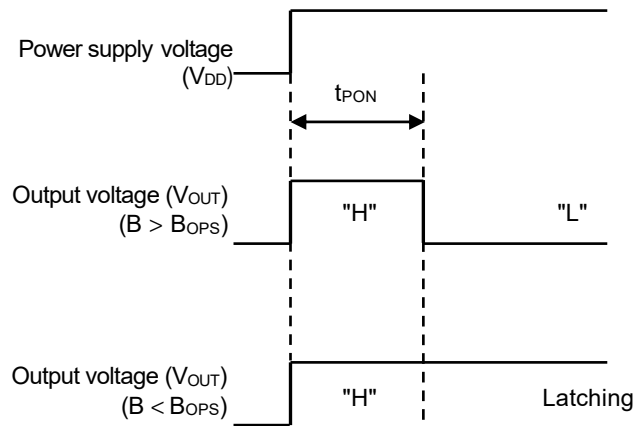 Power supply voltage
(VDD)
tPON
Output voltage (VOUT)
(B > BOPS)
"H"
"L"
Output voltage (VOUT)
(B < BOPS)
"H"
Latching